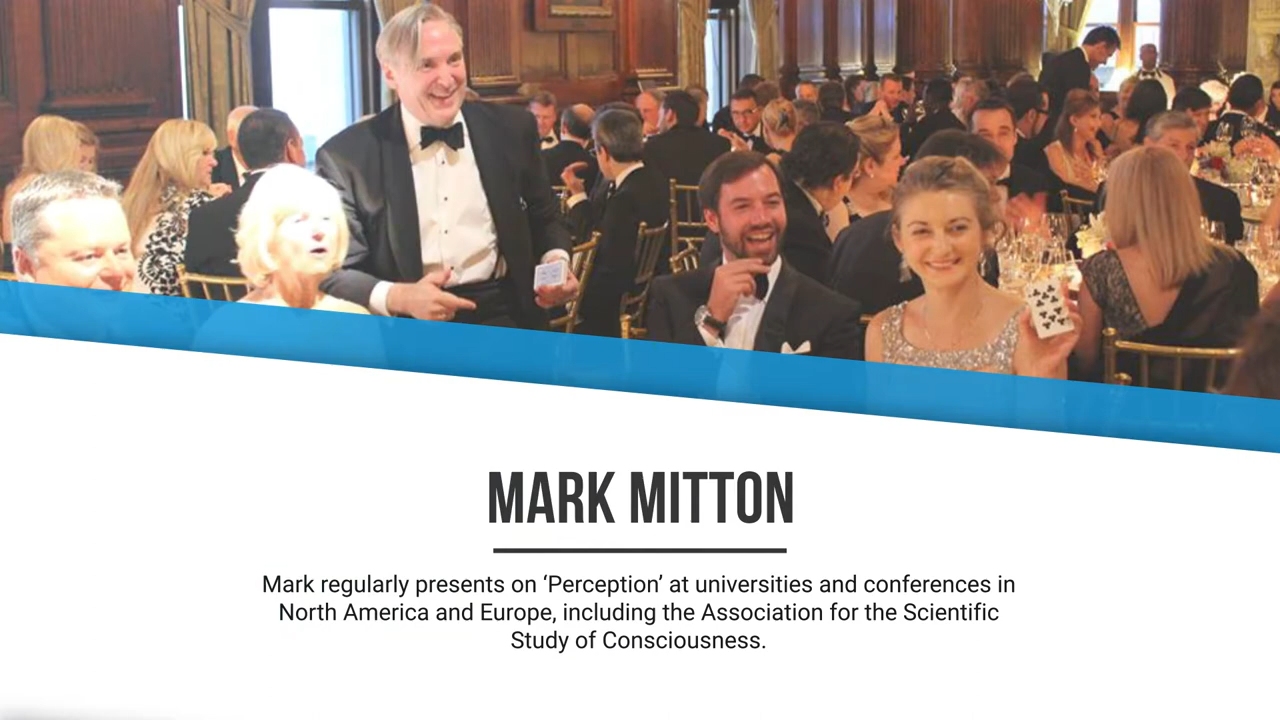 MARK MITTON
Mark regularly presents on ‘Perception’ at universities and conferences in
North America and Europe, including the Association for the Scientific
Study of Consciousness.